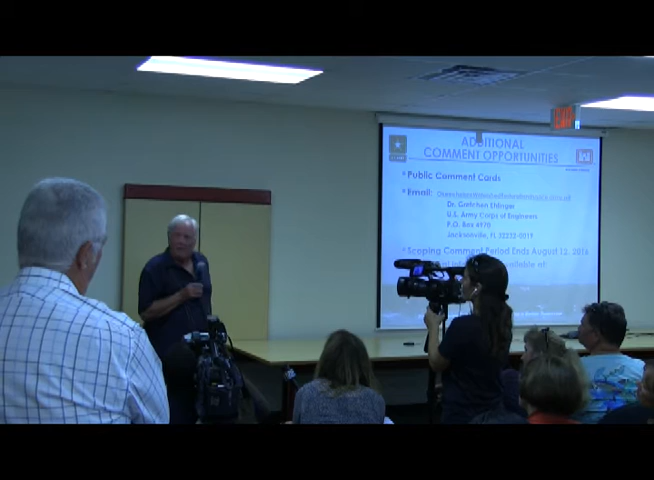 EXIT
ADDITIONAL
COMMENT OPPORTUNITIES
* Public Comment Cards
* Email:
Dr. Gretchen Ehlinger
U.S. Army Corps of Engineers
P.O. Box 4970
Jacksonville, FL 32232-0019
* Scoping Comment Period Ends August 12, 2016